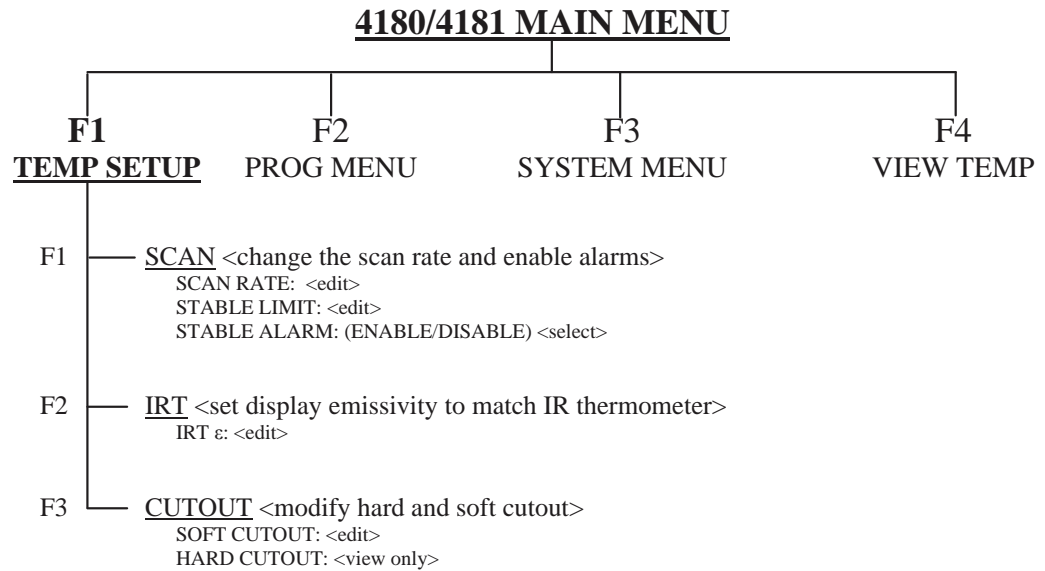 4180/4181 MAIN MENU
F1 F2 F3 F4
TEMP SETUP PROG MENU SYSTEM MENU VIEW TEMP
F1 SCAN <change the scan rate and enable alarms>
SCAN RATE: <edit>
STABLE LIMIT: <edit>
STABLE ALARM: (ENABLE/DISABLE) <select>
F2 IRT <set display emissivity to match IR thermometer>
IRT ε: <edit>
F3 CUTOUT <modify hard and soft cutout>
SOFT CUTOUT: <edit>
HARD CUTOUT: <view only>